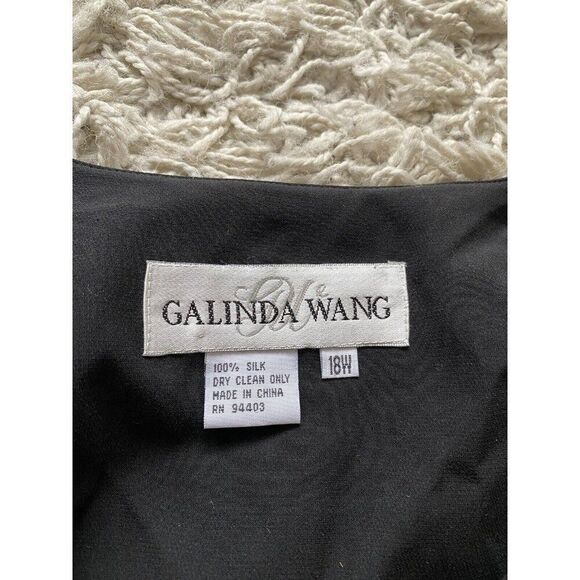 GALINDA WANG
100% SILK
DRY CLEAN ONLY
MADE IN CHINA
RN 94403
18W